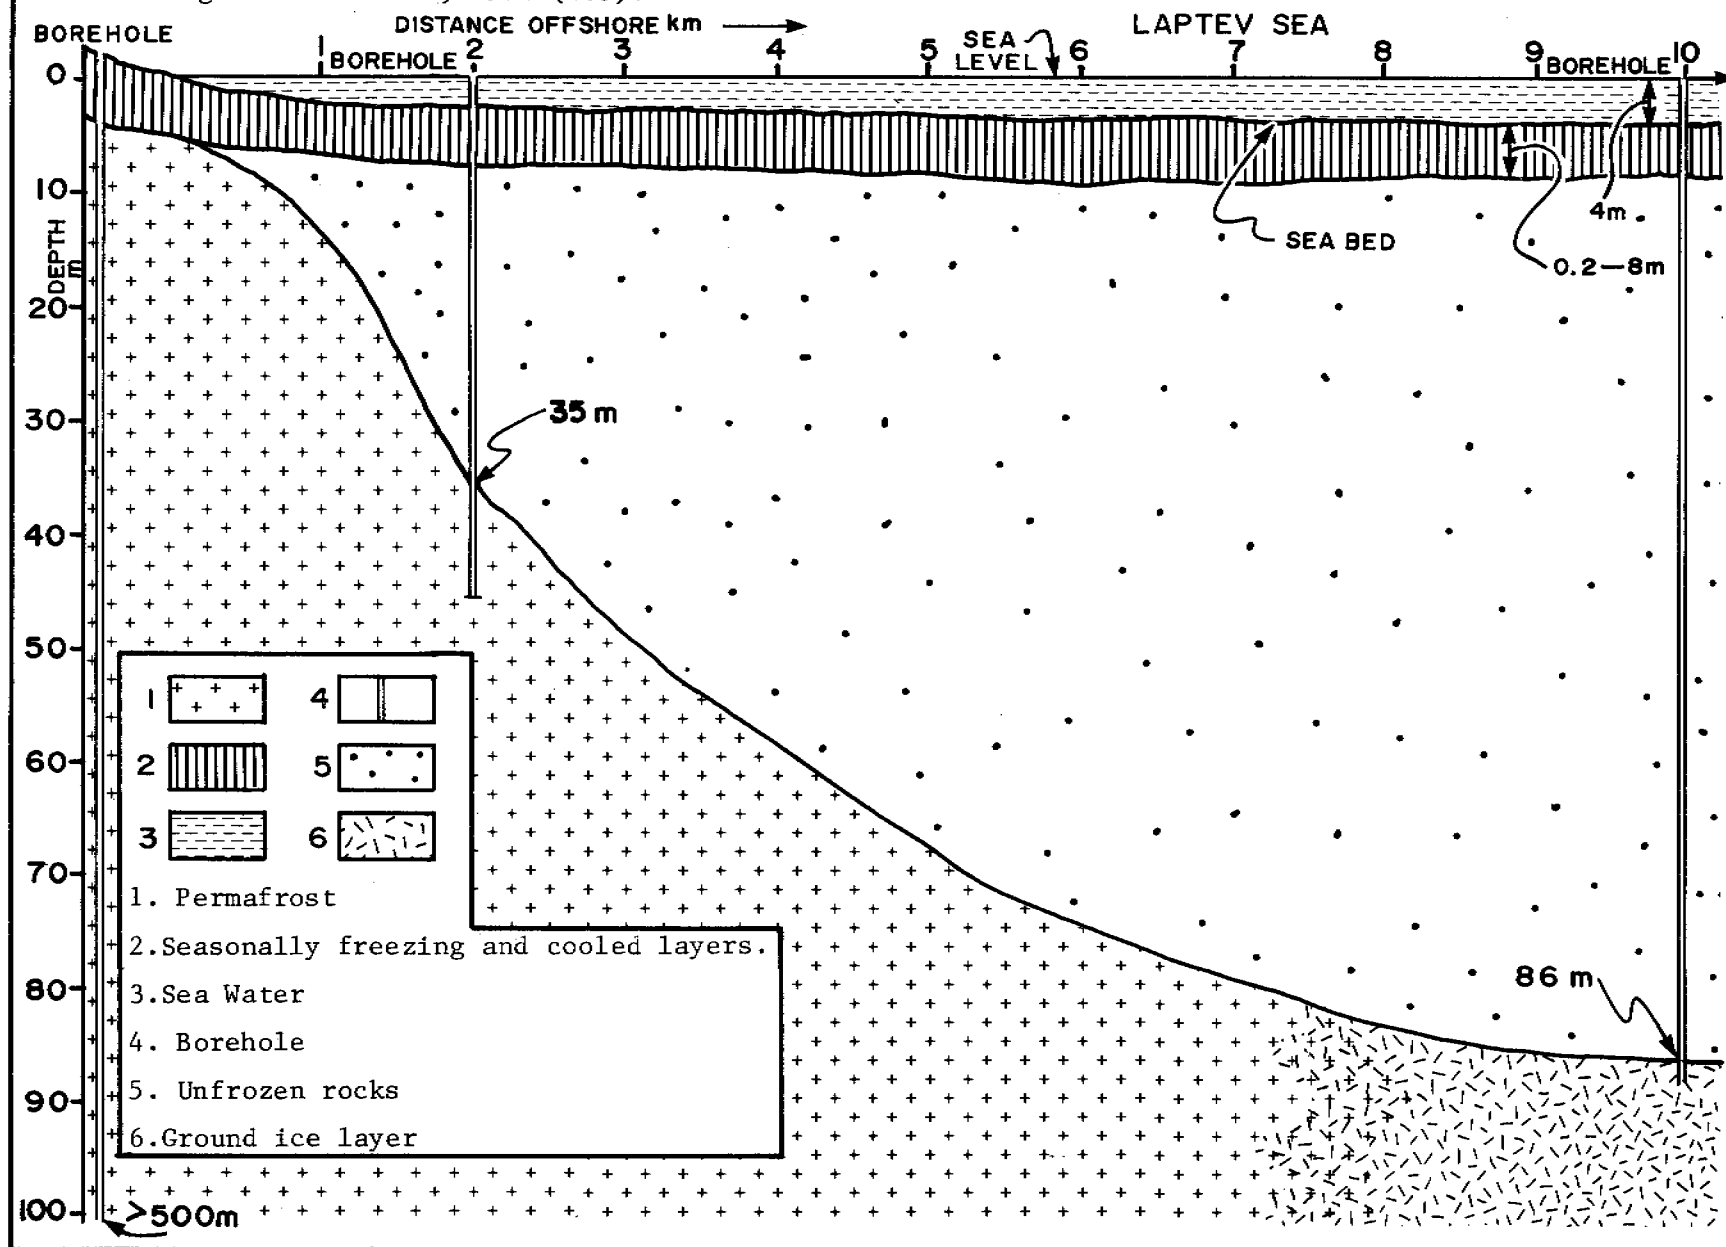 DISTANCE OFFSHORE km
LAPTEV SEA
BOREHOLE
1
2
3
4
5
6
7
8
9
10
BOREHOLE
SEA LEVEL
BOREHOLE
0
10
20
30
40
50
60
70
80
90
100
DEPTH
m
4m
SEA BED
0.2—8m
35 m
86 m
>500m
1
4
2
5
3
6
1. Permafrost
2.Seasonally freezing and cooled layers.
3.Sea Water
4. Borehole
5. Unfrozen rocks
6.Ground ice layer